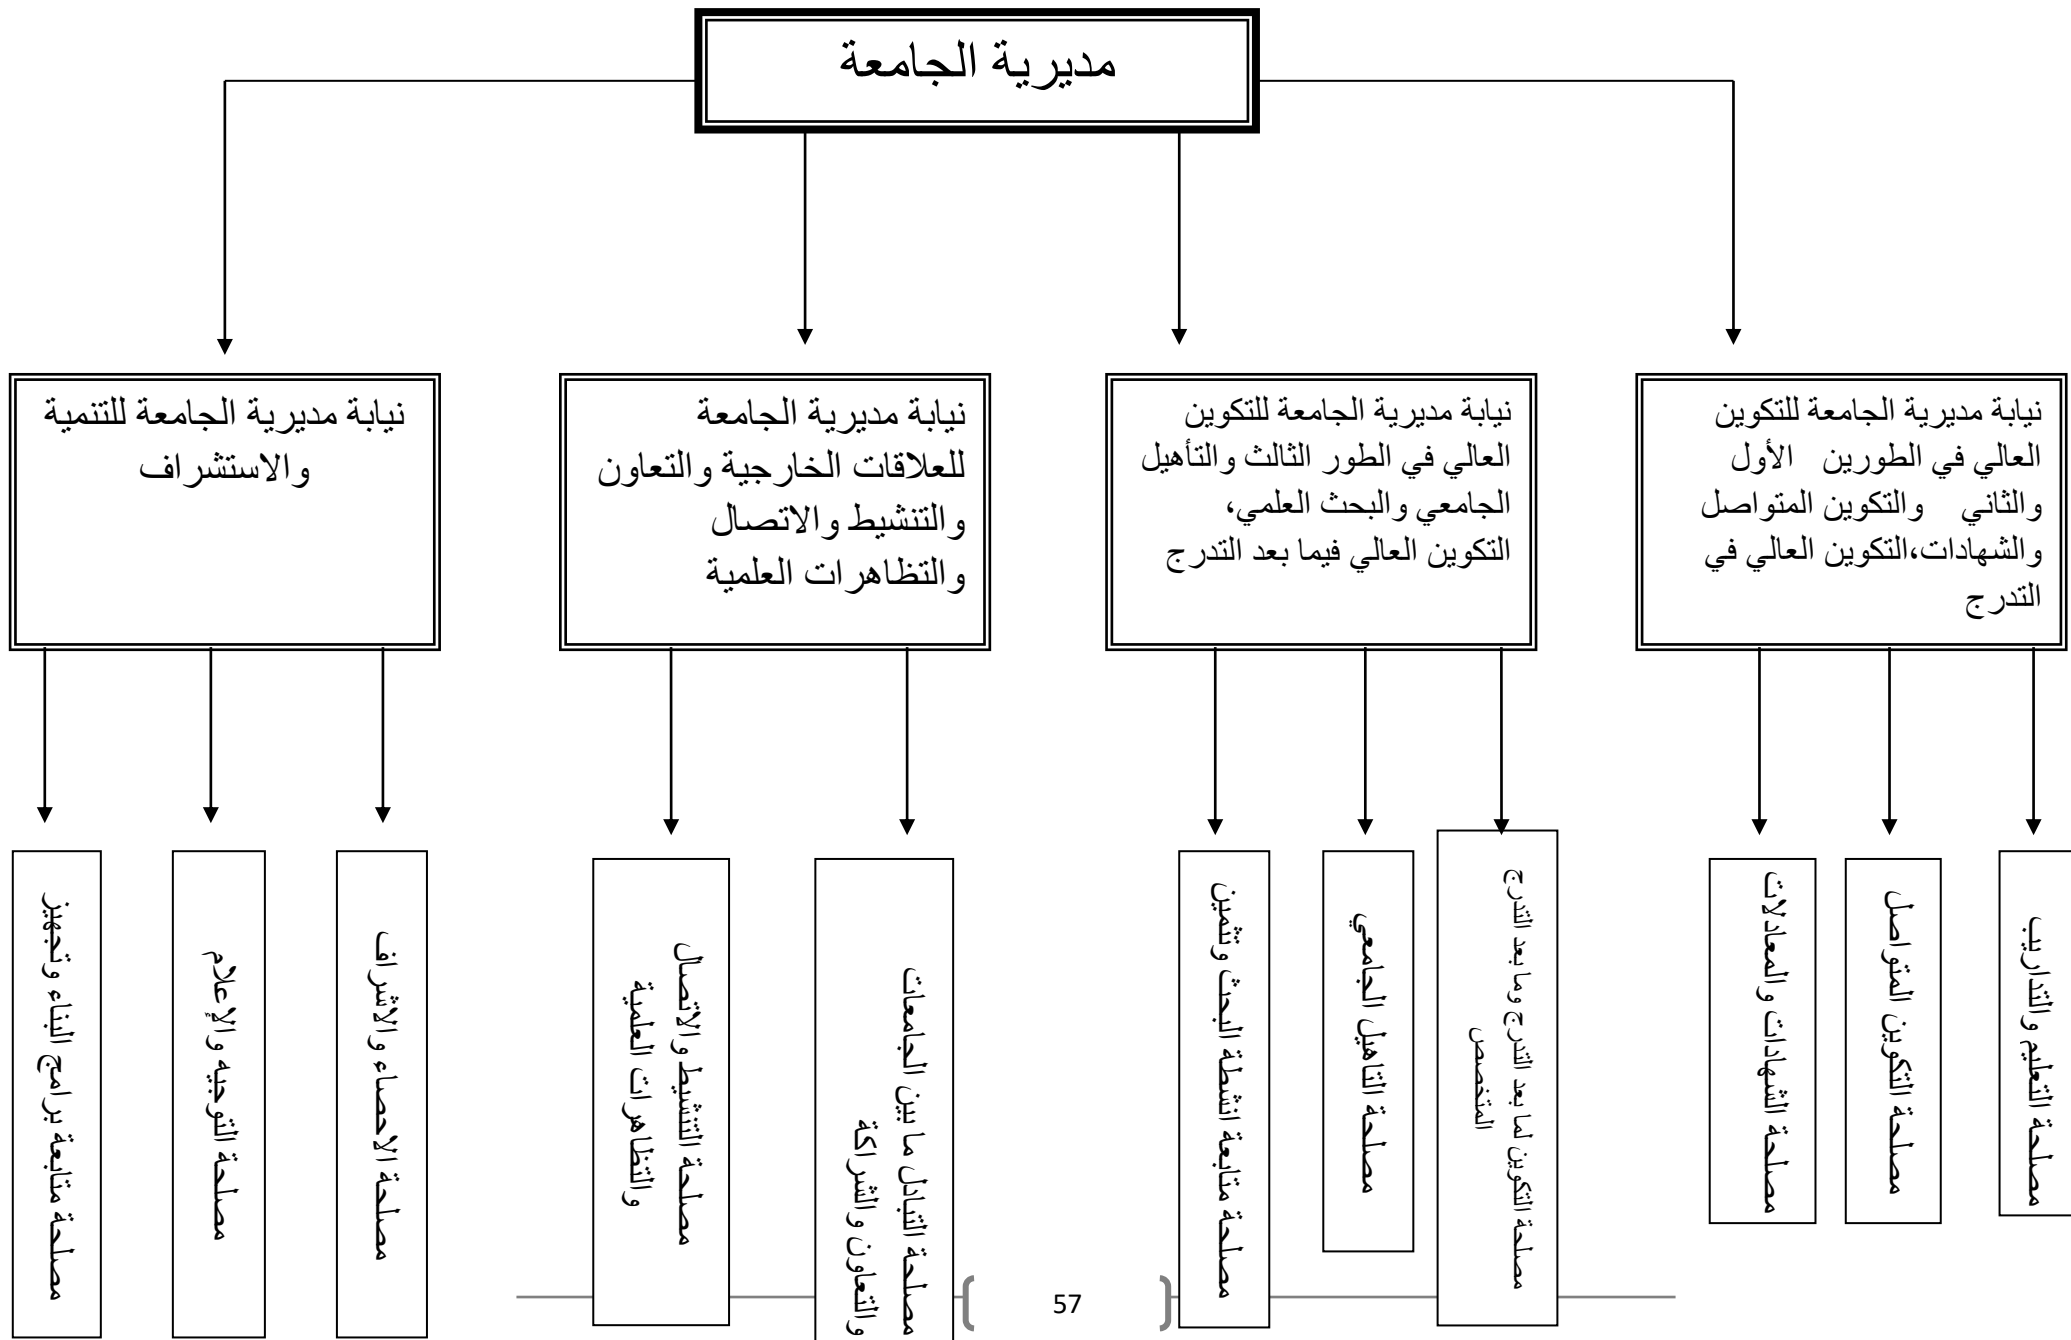 مديرية الجامعة
نيابة مديرية الجامعة للتكوين
العالي في الطورين الأول
والثاني والتكوين المتواصل
والشهادات،التكوين العالي في
التدرج
نيابة مديرية الجامعة للتكوين
العالي في الطور الثالث والتأهيل
الجامعي والبحث العلمي،
التكوين العالي فيما بعد التدرج
نيابة مديرية الجامعة
للعلاقات الخارجية والتعاون
والتنشيط والاتصال
والتظاهرات العلمية
نيابة مديرية الجامعة للتنمية
والاستشراف
مصلحة التعليم والتداريب
مصلحة التكوين المتواصل
مصلحة الشهادات والمعادلات
مصلحة التكوين لما بعد التدرج وما بعد التدرج
المتخصص
مصلحة التاهيل الجامعي
مصلحة متابعة انشطة البحث وتثمين
مصلحة التبادل ما بين الجامعات
والتعاون والشراكة
مصلحة التنشيط والاتصال
والتظاهرات العلمية
مصلحة الاحصاء والاشراف
مصلحة التوجيه والإعلام
مصلحة متابعة برامج البناء وتجهيز
57